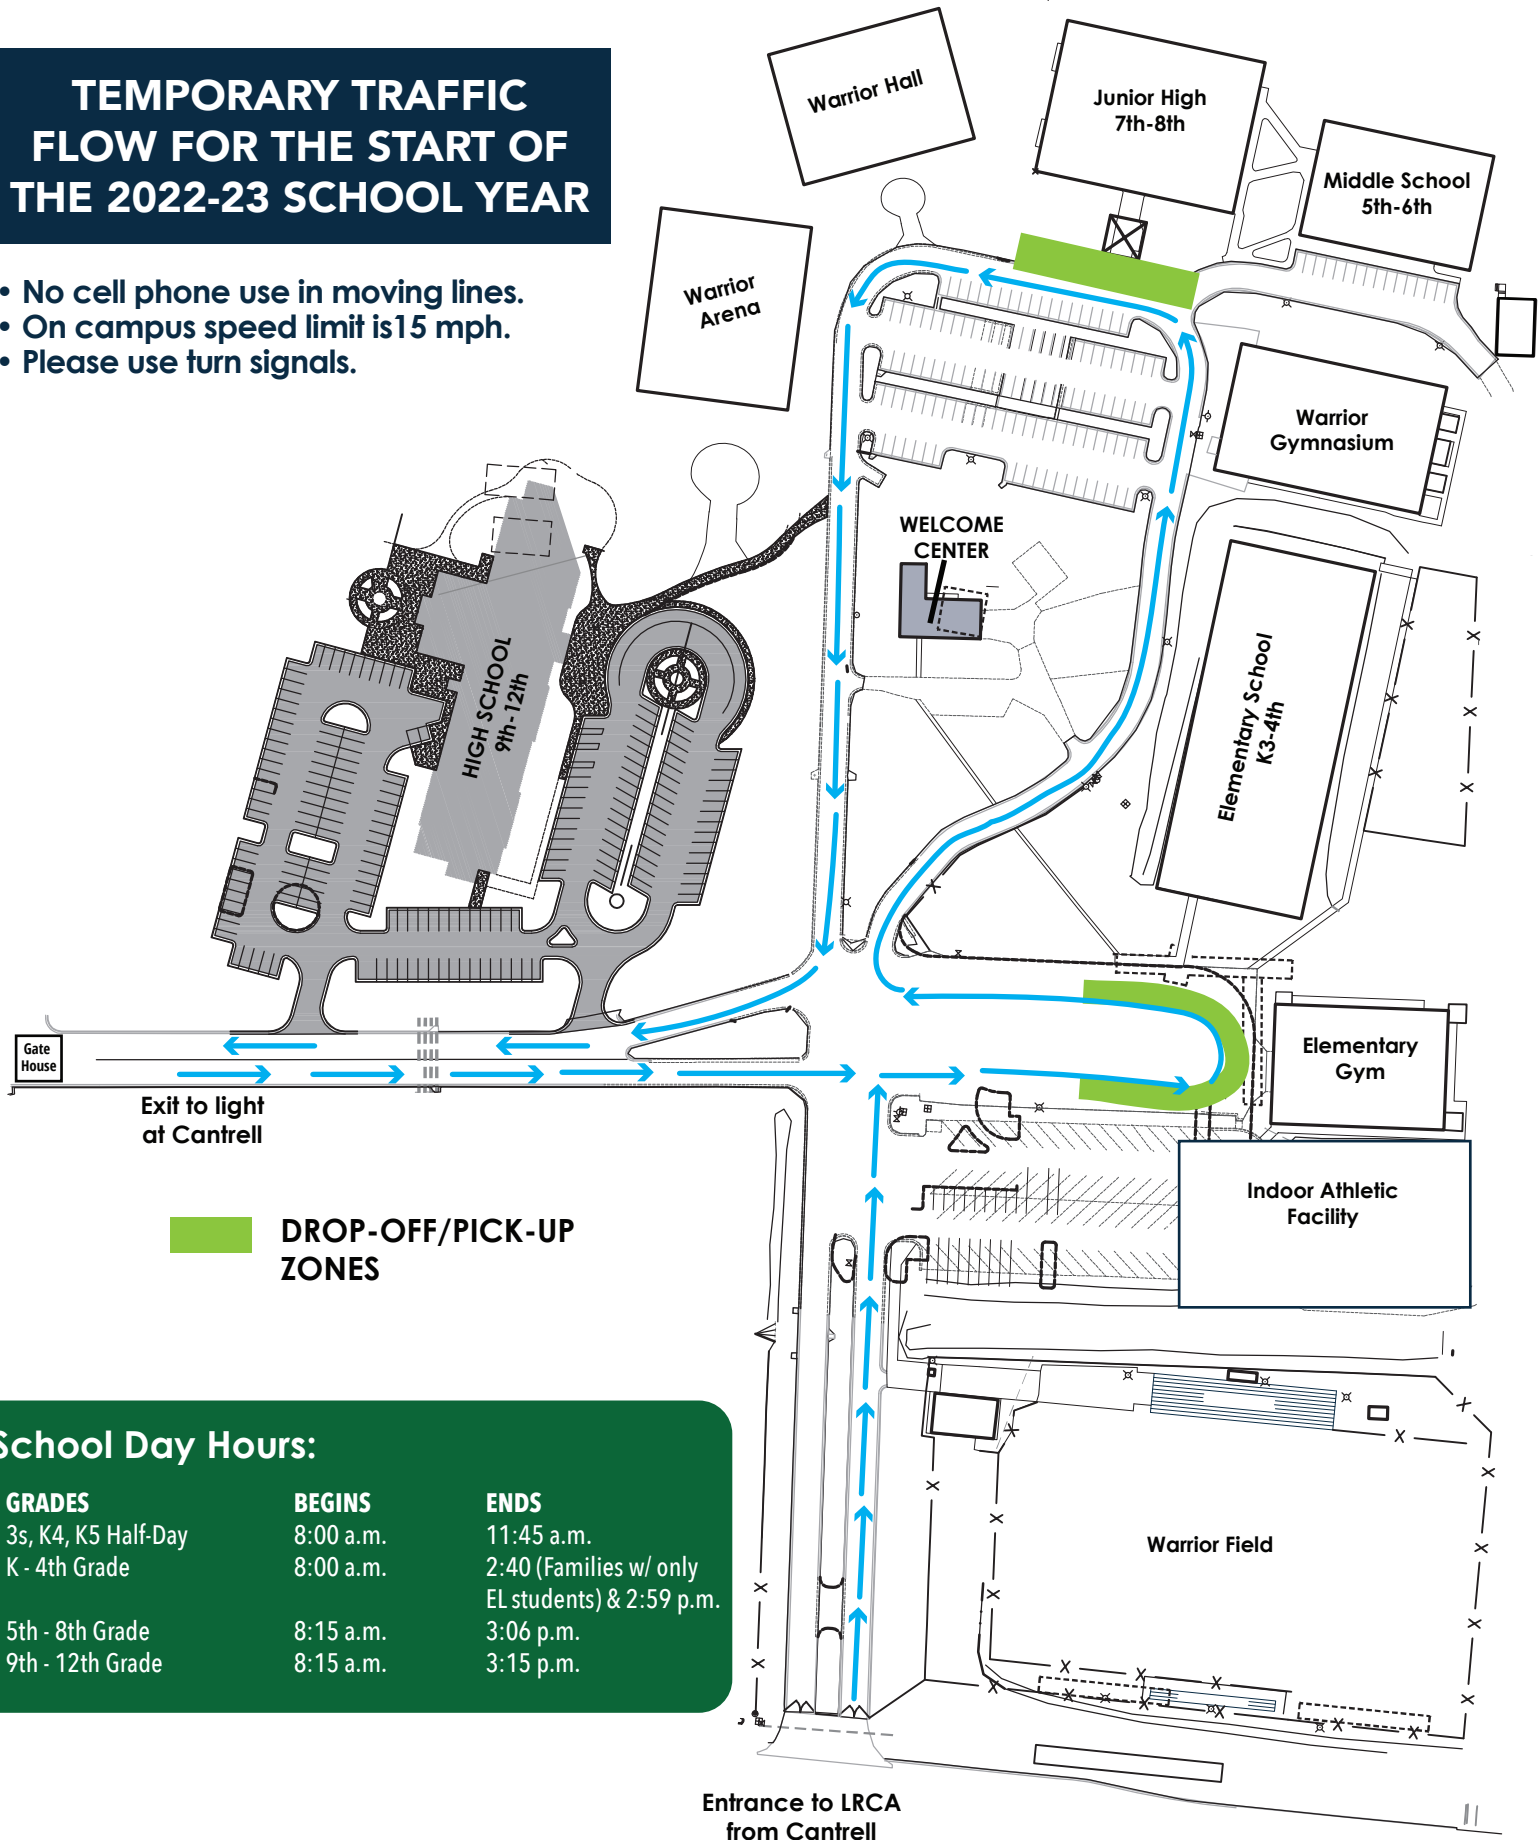 TEMPORARY TRAFFIC
FLOW FOR THE START OF
THE 2022-23 SCHOOL YEAR
• No cell phone use in moving lines.
• On campus speed limit is15 mph.
• Please use turn signals.
Warrior Hall
Junior High
7th-8th
Middle School
5th-6th
Warrior
Arena
Warrior
Gymnasium
WELCOME
CENTER
HIGH SCHOOL
9th-12th
Elementary School
K3-4th
Gate
House
Exit to light
at Cantrell
Elementary
Gym
Indoor Athletic
Facility
DROP-OFF/PICK-UP
ZONES
School Day Hours:
GRADES BEGINS ENDS
3s, K4, K5 Half-Day 8:00 a.m. 11:45 a.m.
K - 4th Grade 8:00 a.m. 2:40 (Families w/ only
EL students) & 2:59 p.m.
5th - 8th Grade 8:15 a.m. 3:06 p.m.
9th - 12th Grade 8:15 a.m. 3:15 p.m.
Warrior Field
Entrance to LRCA
from Cantrell